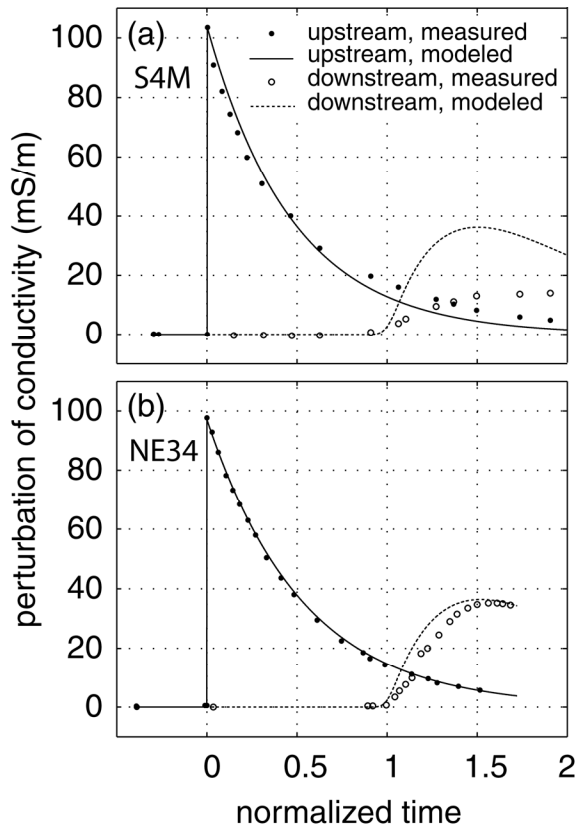 (a)
S4M
upstream, measured
upstream, modeled
downstream, measured
downstream, modeled
100
80
60
40
20
0
perturbation of conductivity (mS/m)
(b)
NE34
100
80
60
40
20
0
0 0.5 1 1.5 2
normalized time